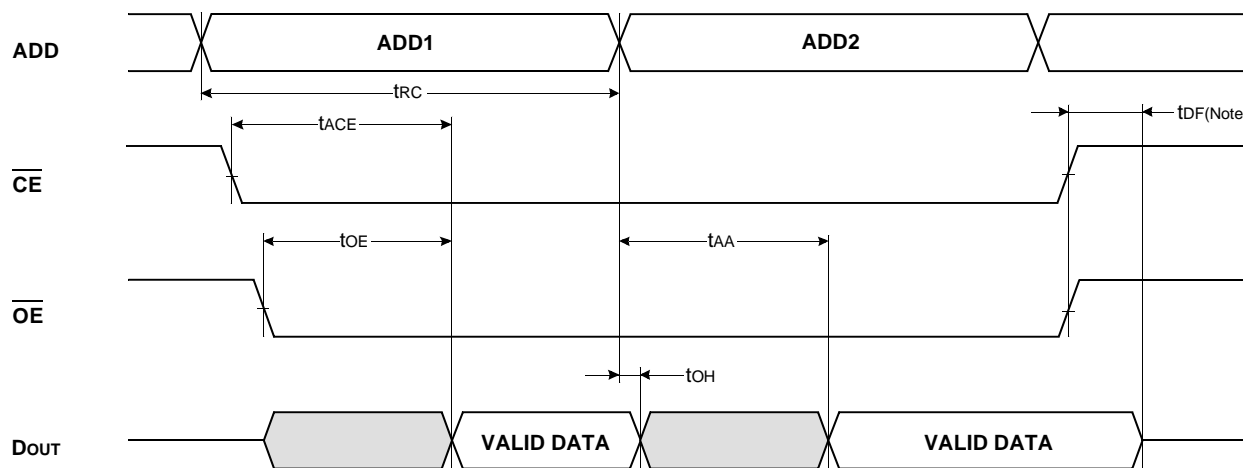 ADD
ADD1
ADD2
tRC
tACE
tDF(Note
CE
tOE
tAA
OE
tOH
DOUT
VALID DATA
VALID DATA